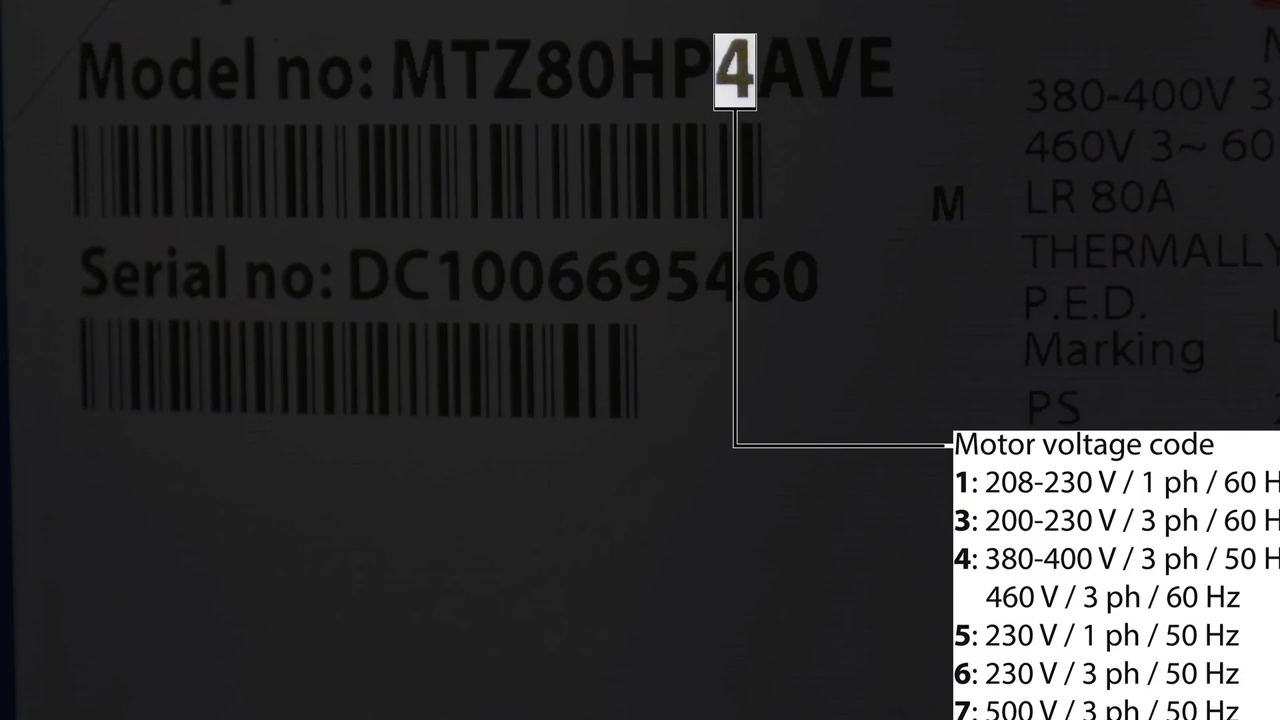 Model no: MTZ80HP4AVE
Serial no: DC1006695460
380-400V 3
460V 3~ 60
M
LR 80A
THERMALLY
P.E.D.
Marking
PS
Motor voltage code
1: 208-230 V / 1 ph / 60 H
3: 200-230 V / 3 ph / 60 H
4: 380-400 V / 3 ph / 50 H
460 V / 3 ph / 60 Hz
5: 230 V / 1 ph / 50 Hz
6: 230 V / 3 ph / 50 Hz
7: 500 V / 3 ph / 50 Hz